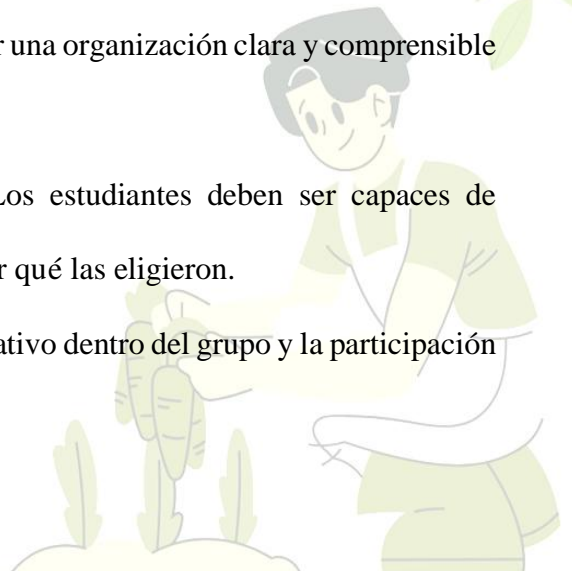 una organización clara y comprensible
Los estudiantes deben ser capaces de
qué las eligieron.
ativo dentro del grupo y la participación